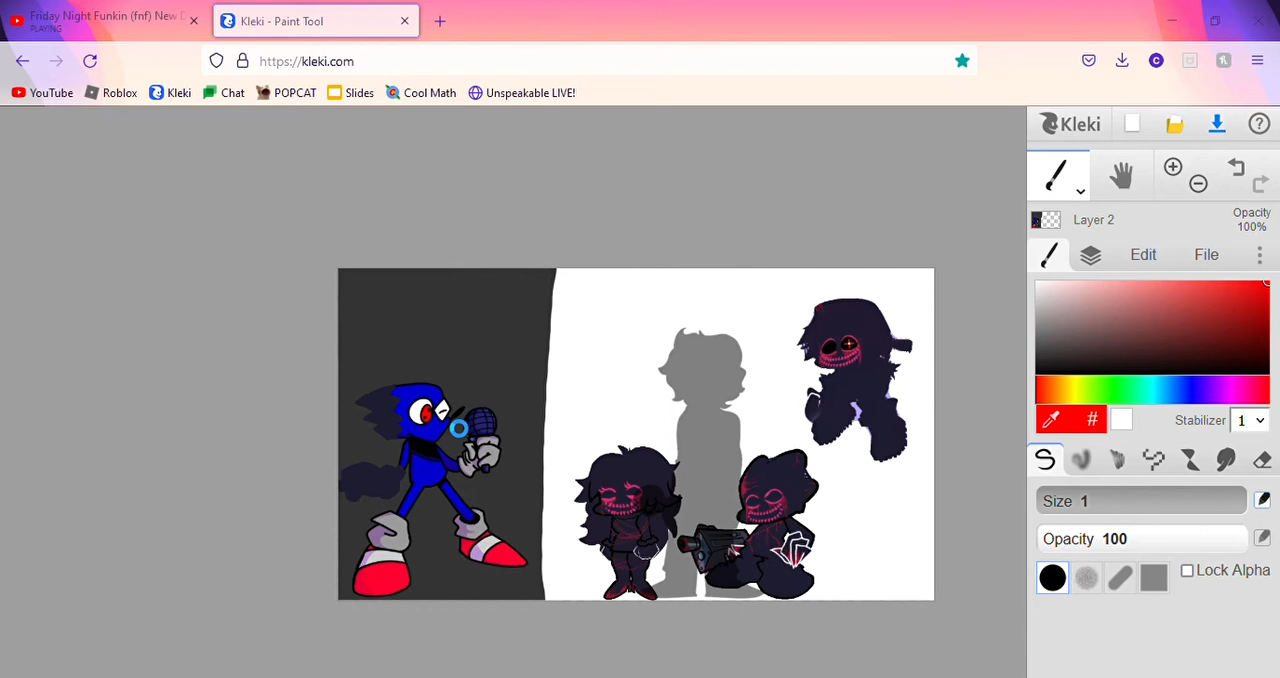 Friday Night Funkin (fnf) New D
PLAYING
Kleki - Paint Tool
https://kleki.com
YouTube Roblox Kleki Chat POPCAT Slides Cool Math Unspeakable LIVE!
Kleki
Layer 2
Opacity
100%
Edit File
Stabilizer 1
Size 1
Opacity 100
Lock Alpha